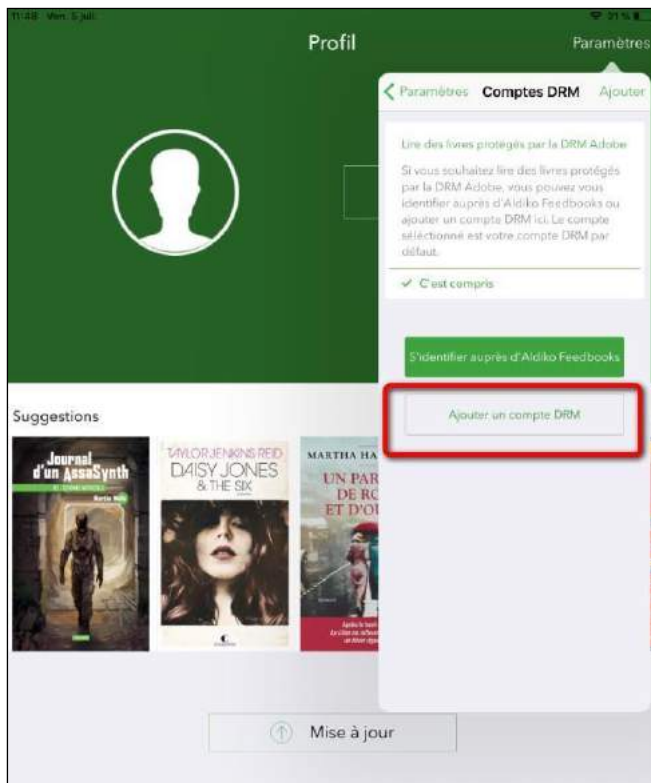 11:48 Ven. 5 juil.
Profil
Paramètres
Paramètres Comptes DRM Ajouter
Lire des livres protégés par la DRM Adobe
Si vous souhaitez lire des livres protégés
par la DRM Adobe, vous pouvez vous
identifier auprès d'Aldiko Feedbooks ou
ajouter un compte DRM ici. Le compte
séléctionné est votre compte DRM par
défaut.
C'est compris
S'identifier auprès d'Aldiko Feedbooks
Ajouter un compte DRM
Suggestions
Journal
d'un AssaSynth
Martha Wells
TAYLOR JENKINS REID
DAISY JONES
& THE SIX
MARTHA HA
UN PAR
DE RO
ET D'OU
ROMAN
Mise à jour